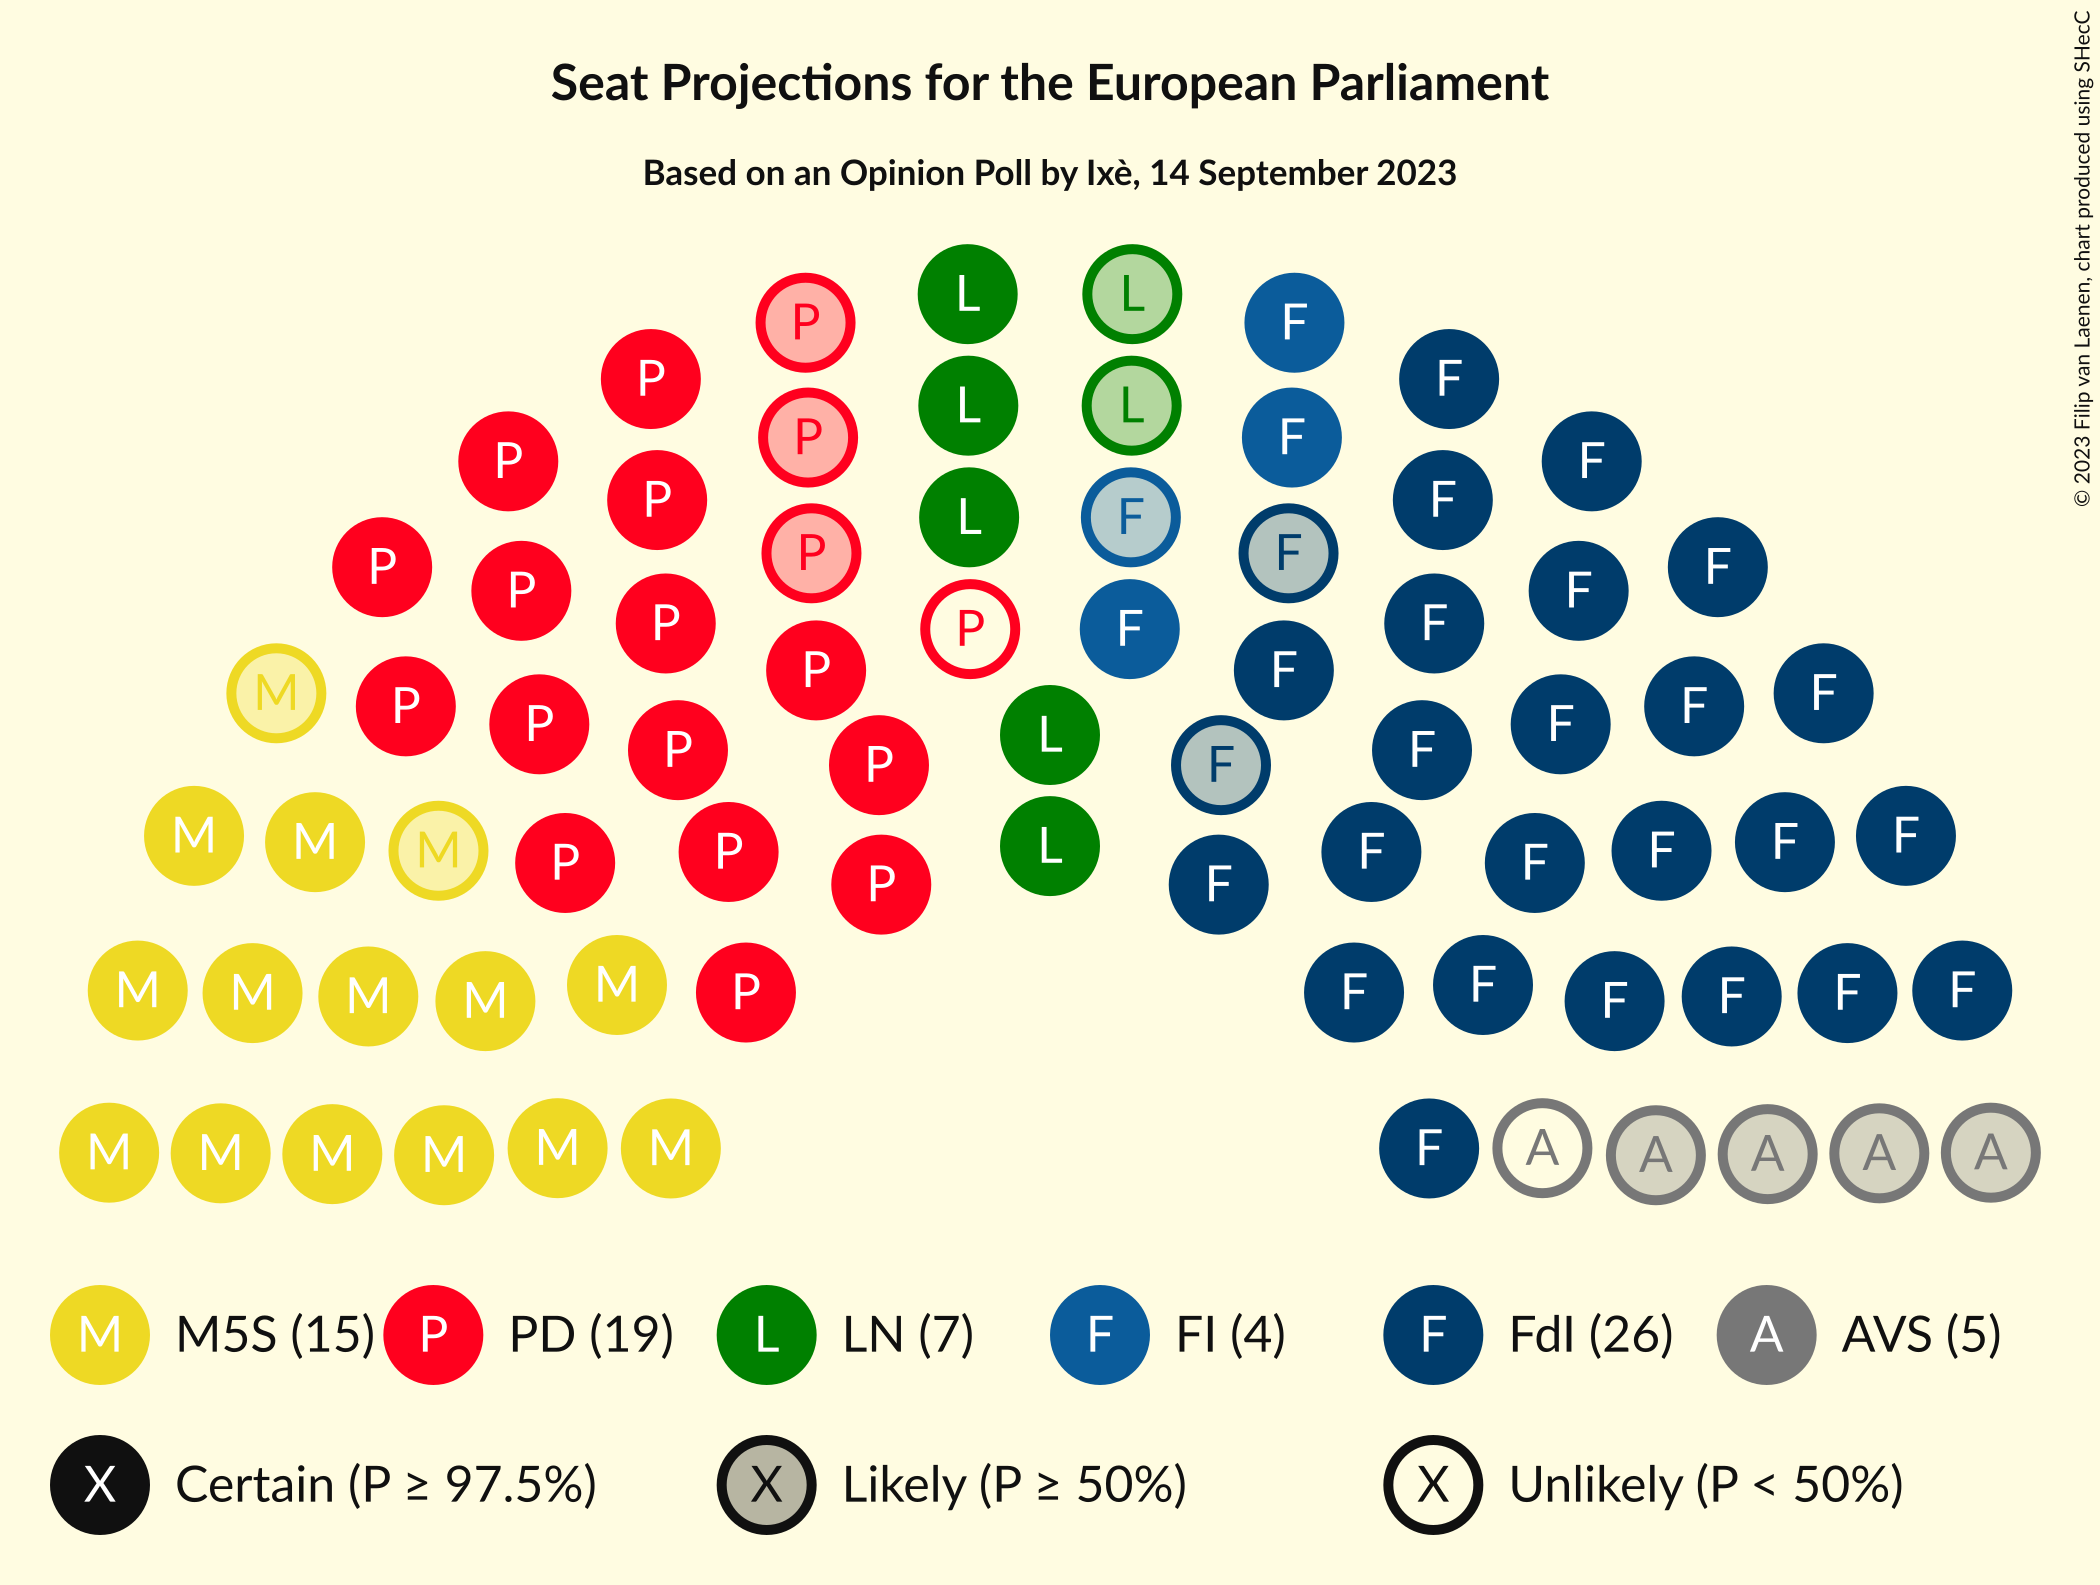 Seat Projections for the European Parliament
Based on an Opinion Poll by Ixè, 14 September 2023
© 2023 Filip van Laenen, chart produced using SHecC
L L
P F
P F
L L
P P F F
P F
P P F F
L F
P F
P P F F
P F
P F
P F
M P F F
P P F F
L
P P F F
M M F F
L
M P F F
P F
P F
M P F F
M M M M P F F F F F
M M M M M M F A A A A A
M M5S (15) P PD (19) L LN (7) F FI (4) F FdI (26) A AVS (5)
X Certain (P ≥ 97.5%) X Likely (P ≥ 50%) X Unlikely (P < 50%)